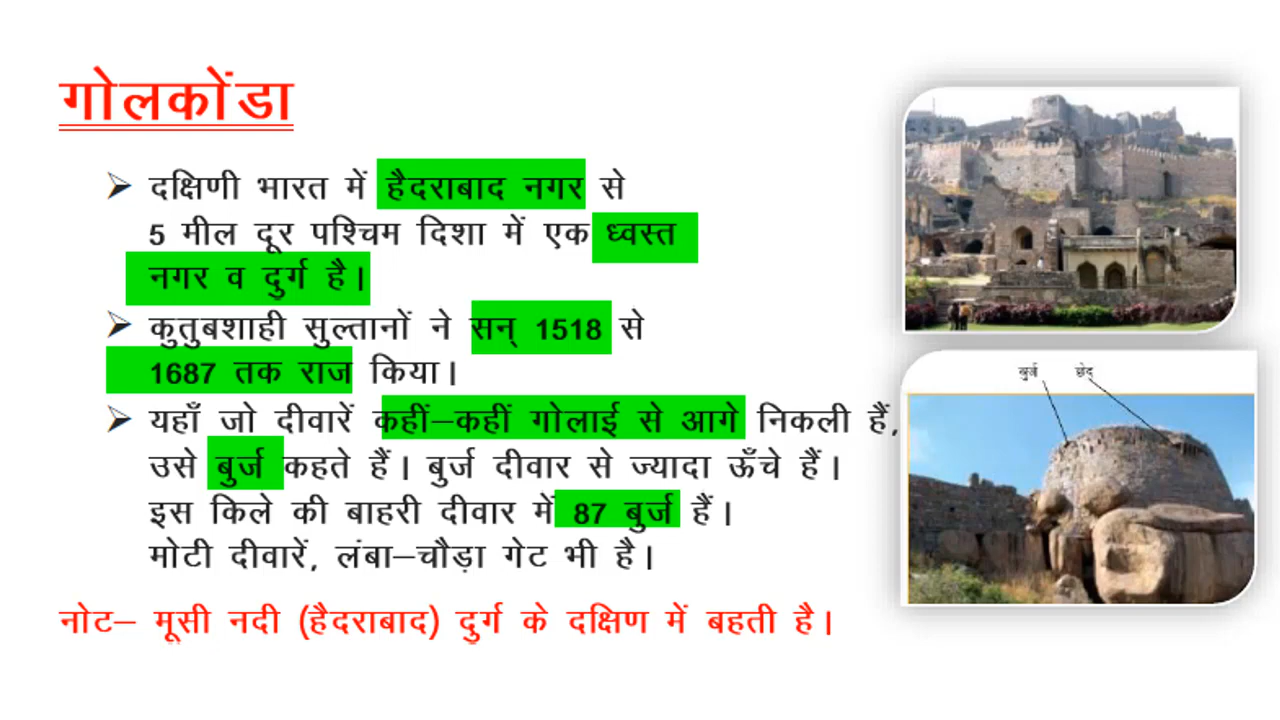 गोलकोंडा
दक्षिणी भारत में हैदराबाद नगर से
5 मील दूर पश्चिम दिशा में एक ध्वस्त
नगर व दुर्ग है।
कुतुबशाही सुल्तानों ने सन् 1518 से
1687 तक राज किया।
यहाँ जो दीवारें कहीं–कहीं गोलाई से आगे निकली हैं,
उसे बुर्ज कहते हैं। बुर्ज दीवार से ज्यादा ऊँचे हैं।
इस किले की बाहरी दीवार में 87 बुर्ज हैं।
मोटी दीवारें, लंबा–चौड़ा गेट भी है।
नोट– मूसी नदी (हैदराबाद) दुर्ग के दक्षिण में बहती है।
बुर्ज छेद